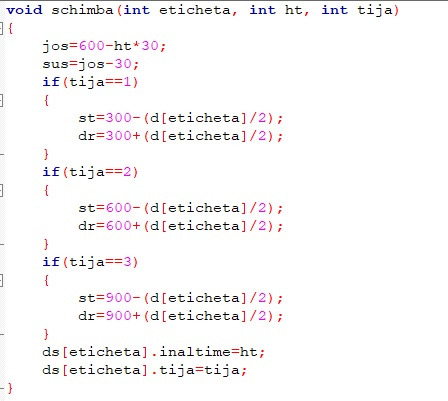 void schimba(int eticheta, int ht, int tija)
{
    jos=600-ht*30;
    sus=jos-30;
    if(tija==1)
    {
        st=300-(d[eticheta]/2);
        dr=300+(d[eticheta]/2);
    }
    if(tija==2)
    {
        st=600-(d[eticheta]/2);
        dr=600+(d[eticheta]/2);
    }
    if(tija==3)
    {
        st=900-(d[eticheta]/2);
        dr=900+(d[eticheta]/2);
    }
    ds[eticheta].inaltime=ht;
    ds[eticheta].tija=tija;
}